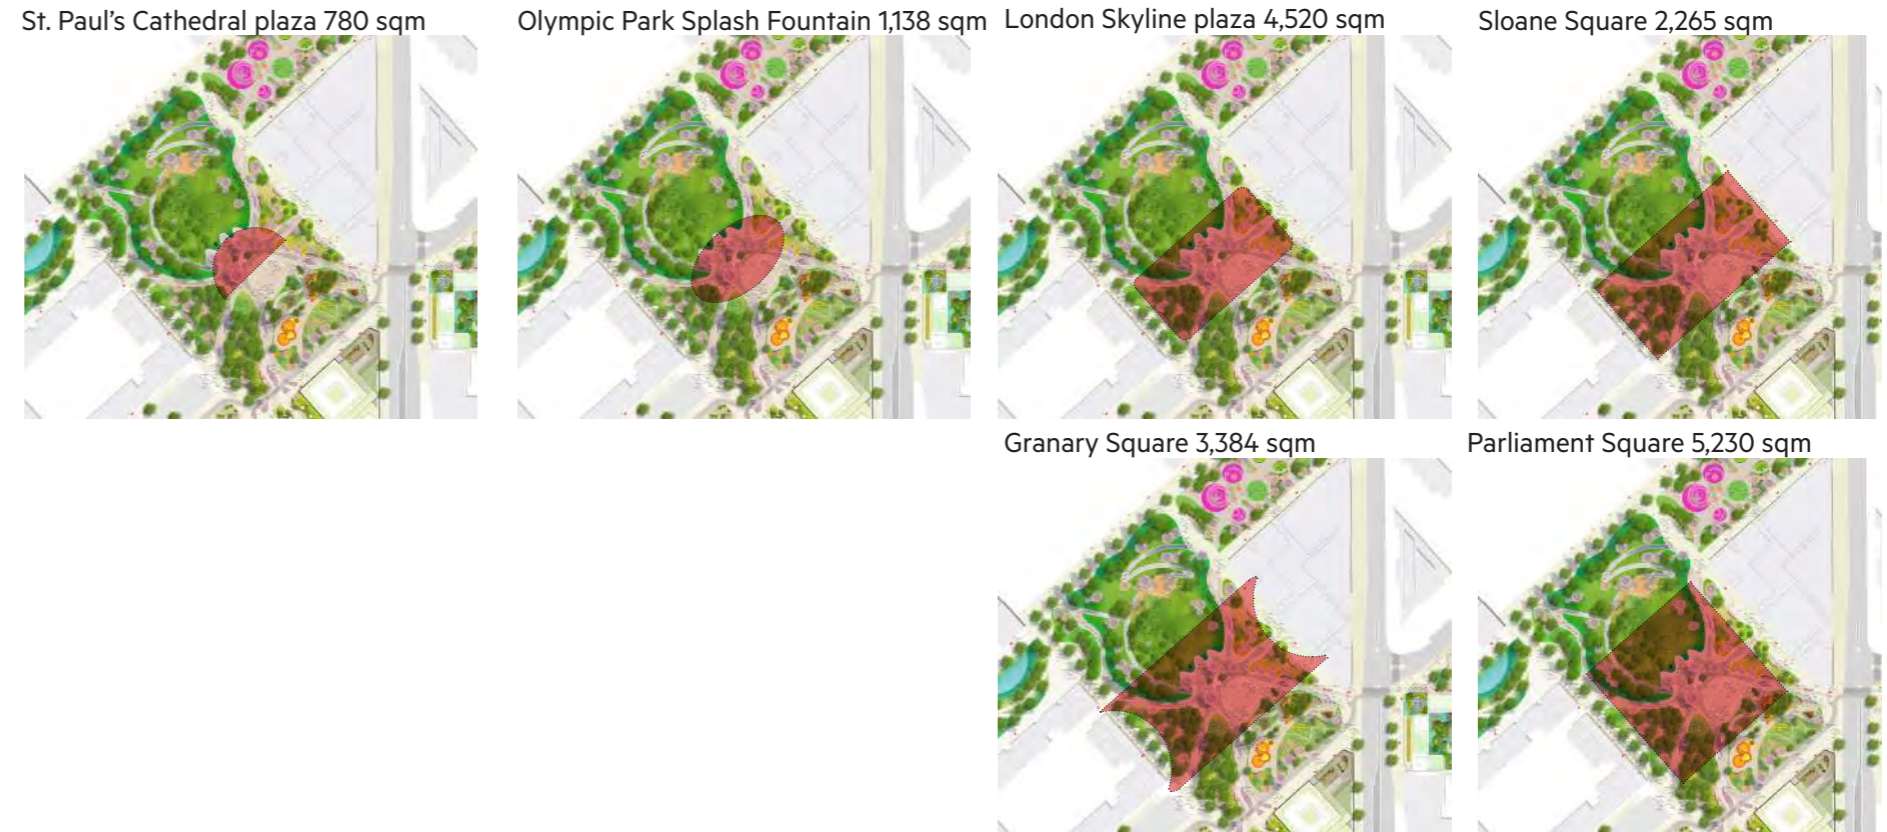 St. Paul's Cathedral plaza 780 sqm
Olympic Park Splash Fountain 1,138 sqm
London Skyline plaza 4,520 sqm
Sloane Square 2,265 sqm
Granary Square 3,384 sqm
Parliament Square 5,230 sqm